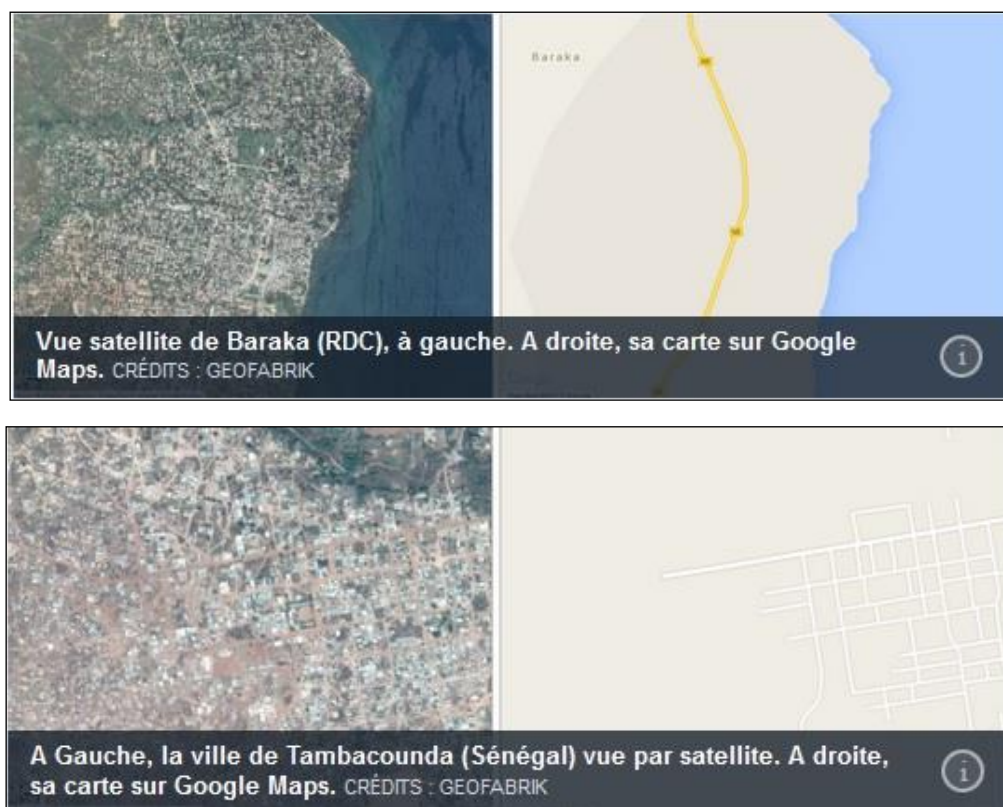 Baraka
Vue satellite de Baraka (RDC), à gauche. A droite, sa carte sur Google
Maps. CRÉDITS : GEOFABRIK
i
A Gauche, la ville de Tambacounda (Sénégal) vue par satellite. A droite,
sa carte sur Google Maps. CRÉDITS : GEOFABRIK
i